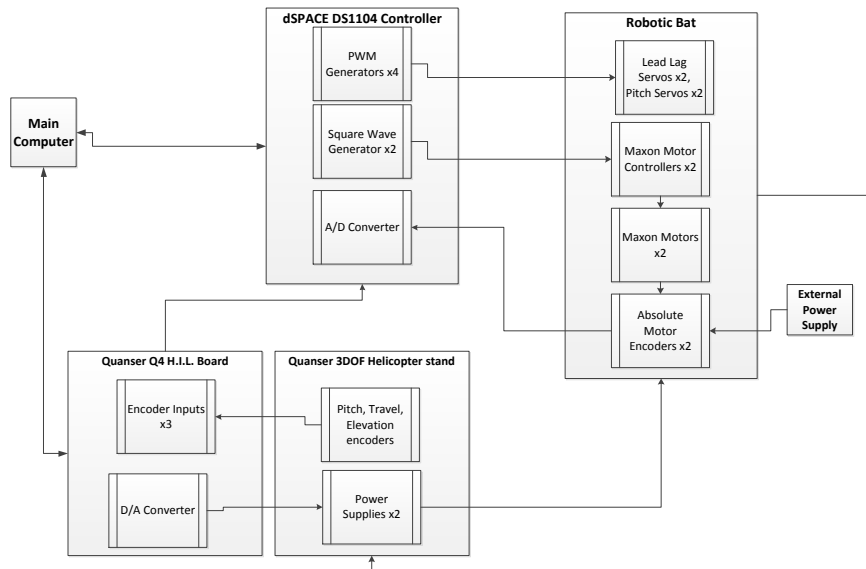 dSPACE DS1104 Controller
PWM
Generators x4
Square Wave
Generator x2
A/D Converter
Robotic Bat
Lead Lag
Servos x2,
Pitch Servos x2
Maxon Motor
Controllers x2
Maxon Motors
x2
Absolute
Motor
Encoders x2
Main
Computer
External
Power
Supply
Quanser Q4 H.I.L. Board
Encoder Inputs
x3
D/A Converter
Quanser 3DOF Helicopter stand
Pitch, Travel,
Elevation
encoders
Power
Supplies x2